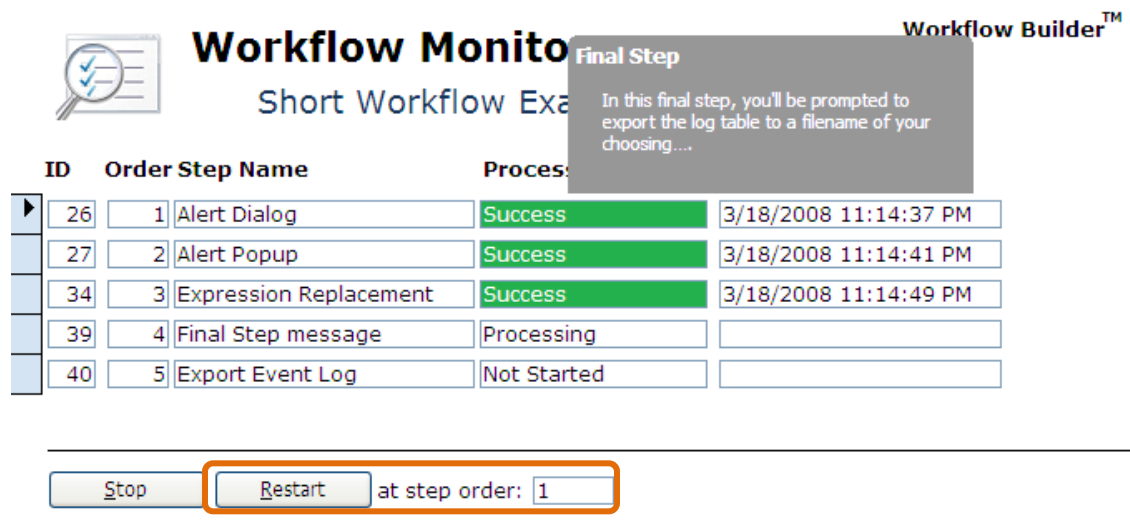 Workflow Builder™
Workflow Monito
Final Step
Short Workflow Exa
In this final step, you'll be prompted to
export the log table to a filename of your
choosing....
ID Order Step Name Process
26 1 Alert Dialog Success 3/18/2008 11:14:37 PM
27 2 Alert Popup Success 3/18/2008 11:14:41 PM
34 3 Expression Replacement Success 3/18/2008 11:14:49 PM
39 4 Final Step message Processing
40 5 Export Event Log Not Started
Stop Restart at step order: 1